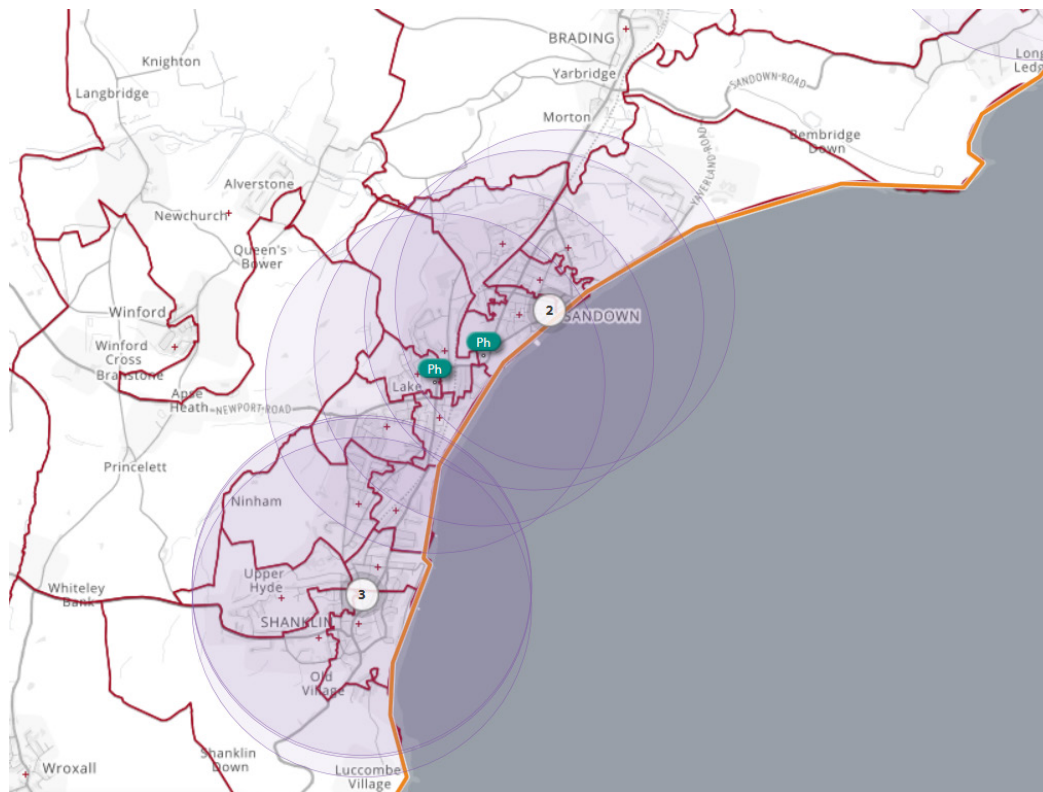 BRADING
Long
Ledge
Knighton
Yarbridge
SANDOWN-ROAD
Langbridge
Morton
Bembridge
Down
YAVERLAND-ROAD
Alverstone
Newchurch
Queen's
Bower
Winford
2
SANDOWN
Ph
Winford
Cross
Branstone
Ph
Lake
Apse
Heath
NEWPORT-ROAD
Princelett
Ninham
Upper
Hyde
Whiteley
Bank
3
SHANKLIN
Old
Village
Shanklin
Down
Wroxall
Luccombe
Village